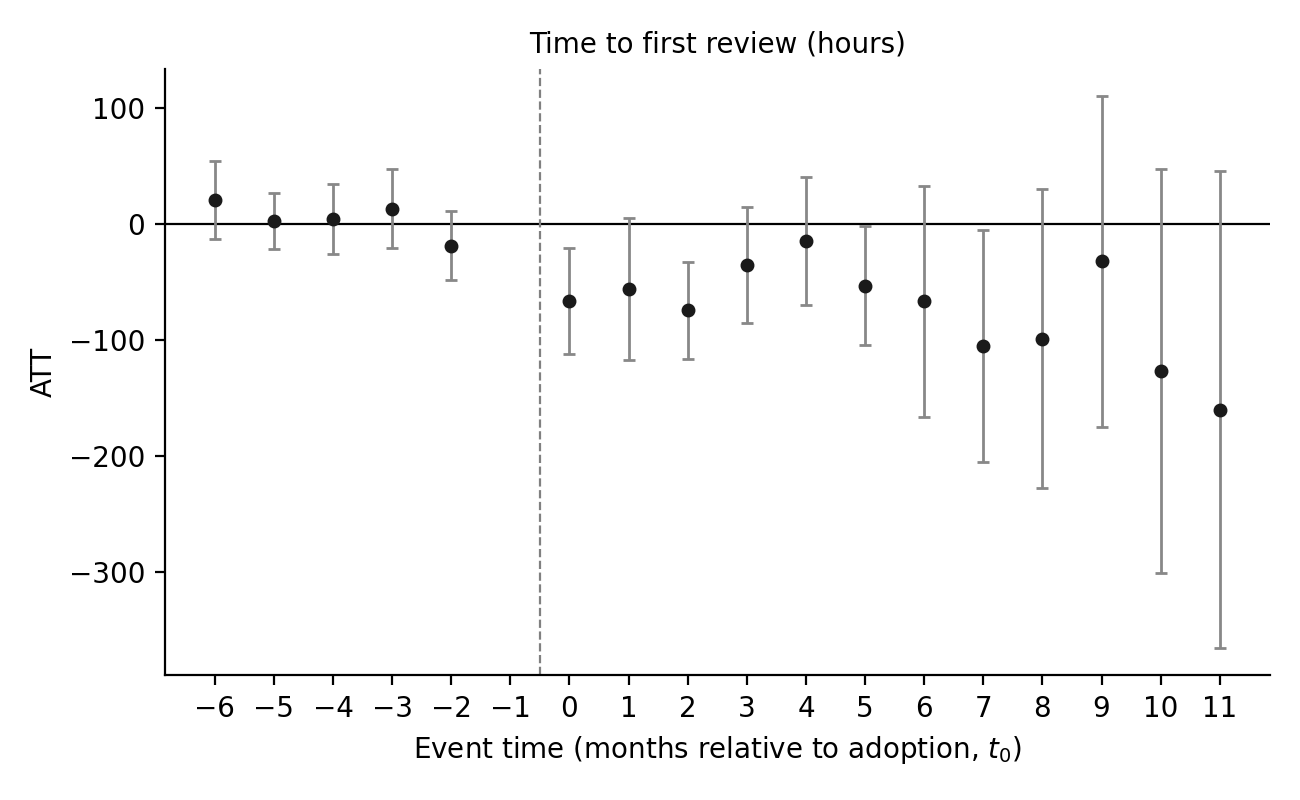 Time to first review (hours)
100
0
−100
−200
−300
ATT
−6 −5 −4 −3 −2 −1 0 1 2 3 4 5 6 7 8 9 10 11
Event time (months relative to adoption, t₀)